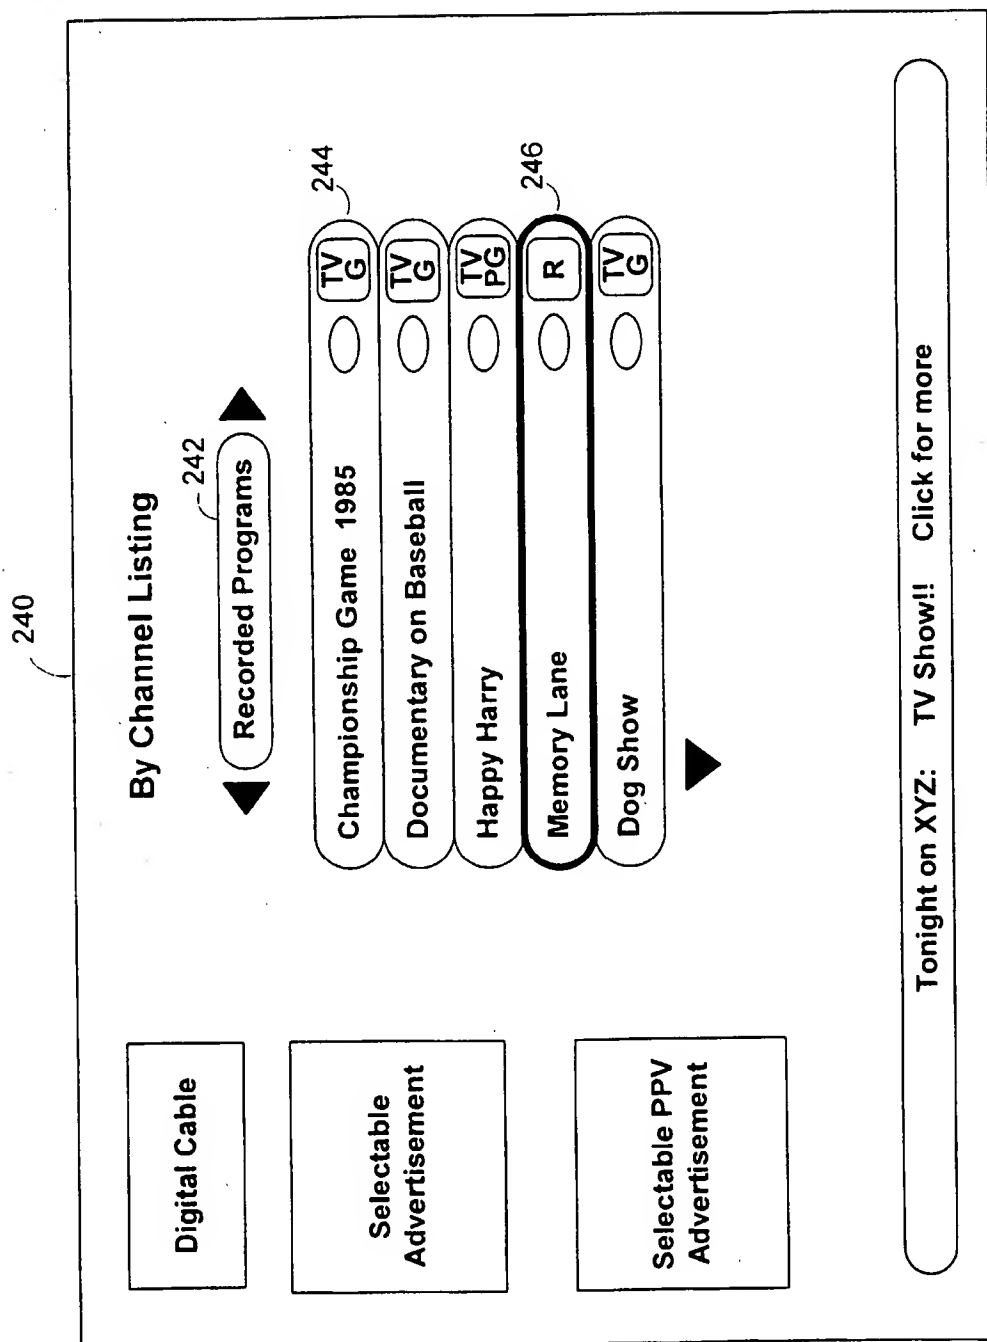 240
By Channel Listing
242
Recorded Programs
244
Championship Game 1985
TV
G
Documentary on Baseball
TV
G
Happy Harry
TV
PG
246
Memory Lane
R
Dog Show
TV
G
Digital Cable
Selectable
Advertisement
Selectable PPV
Advertisement
Tonight on XYZ: TV Show!! Click for more